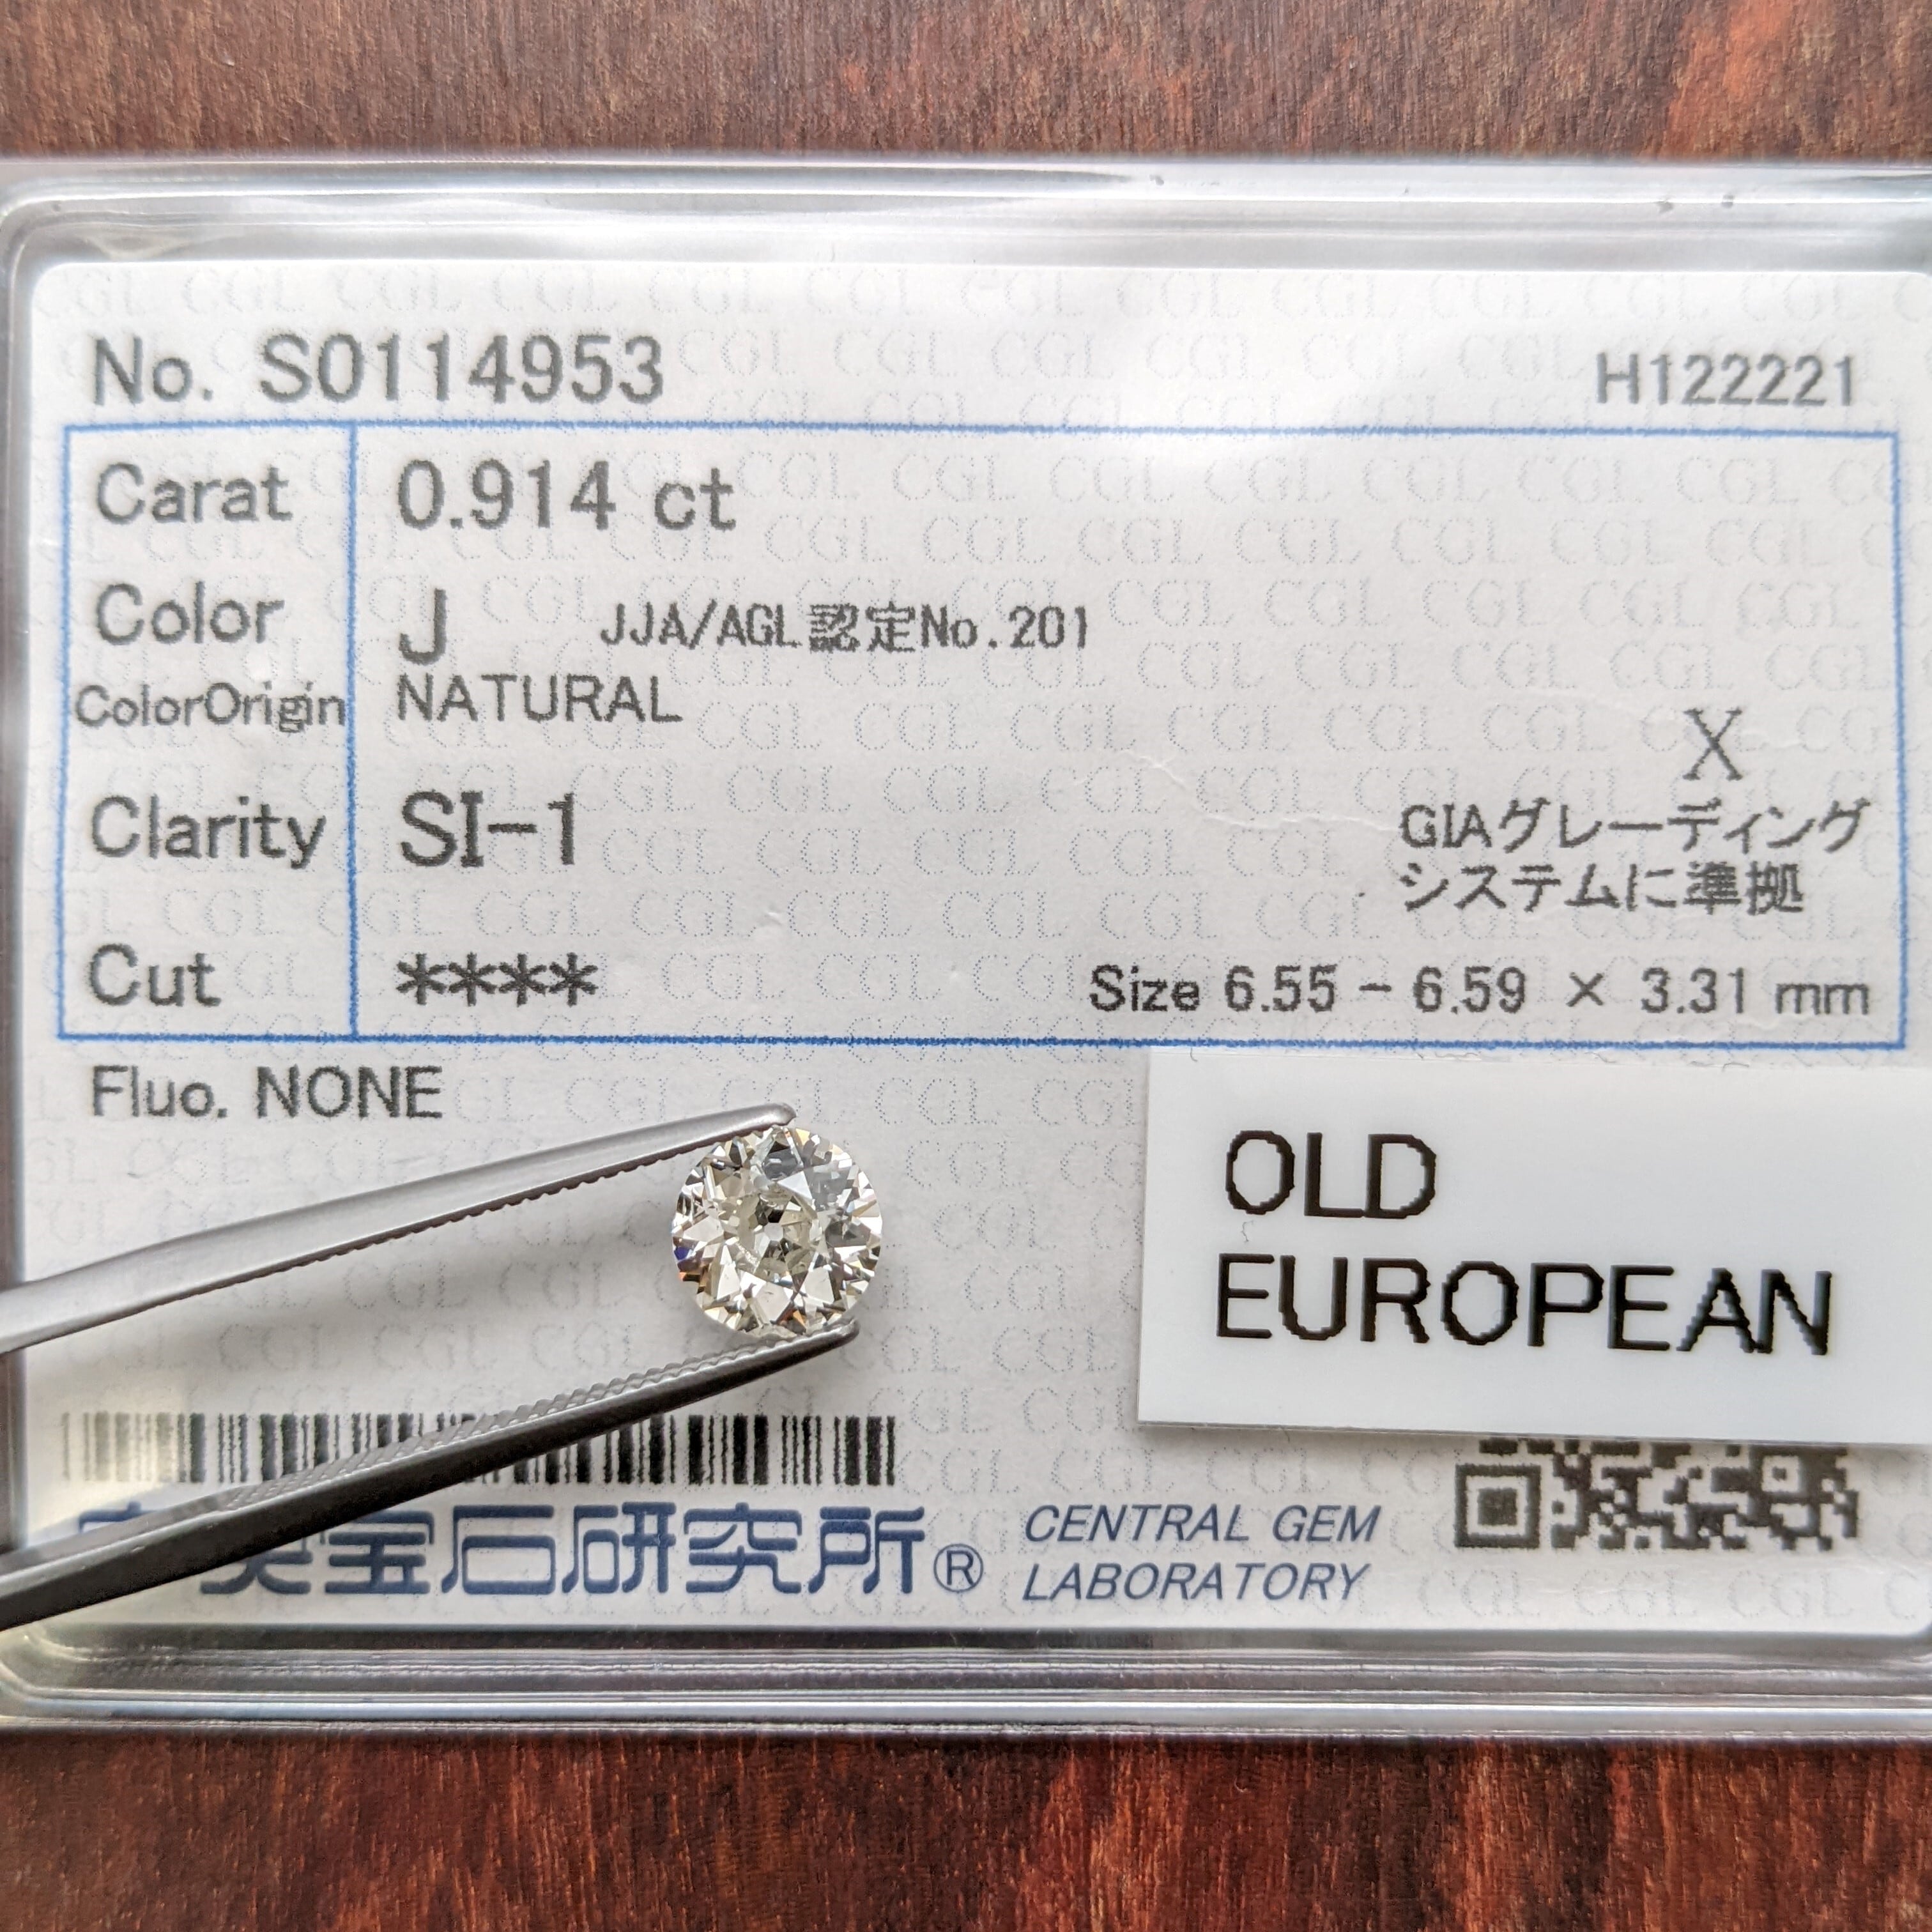 No. S0114953
H122221
Carat 0.914 ct
Color J JJA/AGL認定No.201
ColorOrigin NATURAL
X
Clarity SI-1
GIAグレーディング
システムに準拠
Cut ****
Size 6.55 - 6.59 × 3.31 mm
Fluo. NONE
OLD
EUROPEAN
宝石研究所®
CENTRAL GEM
LABORATORY